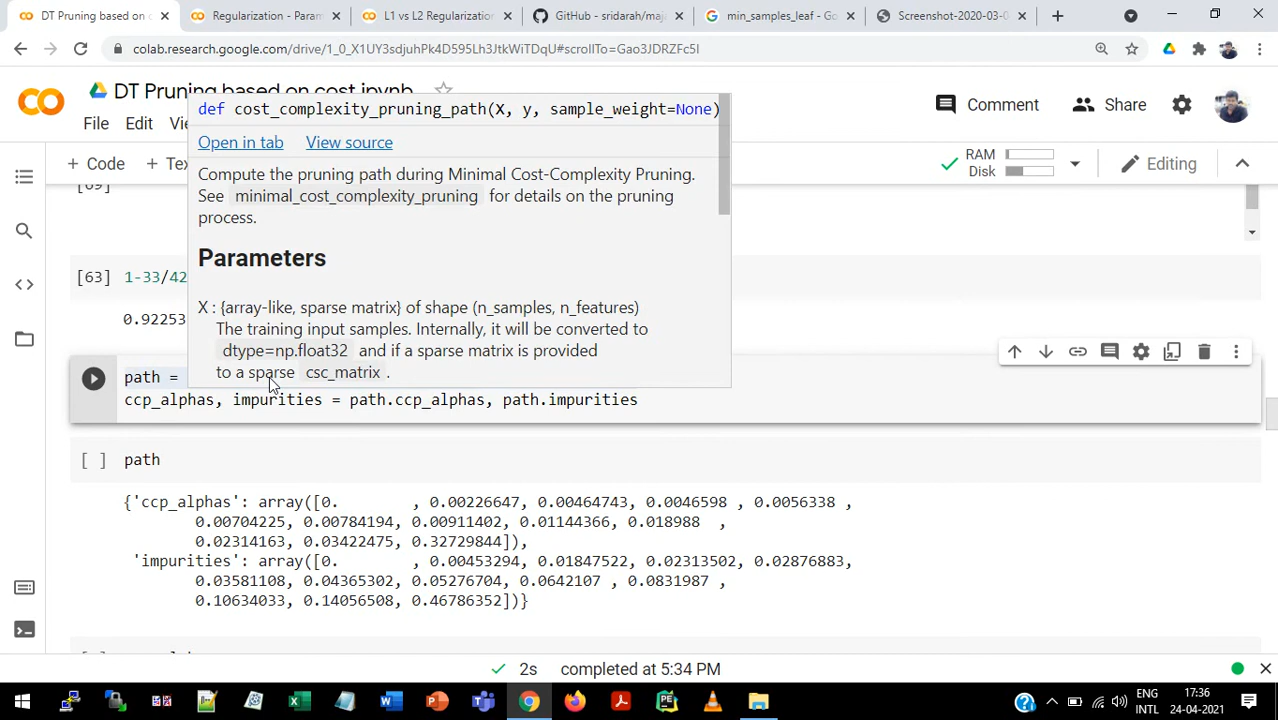 DT Pruning based on cost
Regularization - Param
L1 vs L2 Regularization
GitHub - sridarah/maj
min_samples_leaf - Go
Screenshot-2020-03-0
colab.research.google.com/drive/1_0_X1UY3sdjuhPk4D595Lh3JtkWiTDqU#scrollTo=Gao3JDRZFc5I
DT Pruning based on cost.ipynb
Comment
Share
File Edit Vi
def cost_complexity_pruning_path(X, y, sample_weight=None)
Open in tab View source
+ Code + Tex
RAM
Disk
Editing
Compute the pruning path during Minimal Cost-Complexity Pruning.
See minimal_cost_complexity_pruning for details on the pruning
process.
Parameters
X : {array-like, sparse matrix} of shape (n_samples, n_features)
The training input samples. Internally, it will be converted to
dtype=np.float32 and if a sparse matrix is provided
to a sparse csc_matrix .
[69]
[63] 1-33/42
0.92253
path =
ccp_alphas, impurities = path.ccp_alphas, path.impurities
[ ] path
{'ccp_alphas': array([0. , 0.00226647, 0.00464743, 0.0046598 , 0.0056338 ,
0.00704225, 0.00784194, 0.00911402, 0.01144366, 0.018988 ,
0.02314163, 0.03422475, 0.32729844]),
'impurities': array([0. , 0.00453294, 0.01847522, 0.02313502, 0.02876883,
0.03581108, 0.04365302, 0.05276704, 0.0642107 , 0.0831987 ,
0.10634033, 0.14056508, 0.46786352])}
2s completed at 5:34 PM
ENG
INTL
17:36
24-04-2021